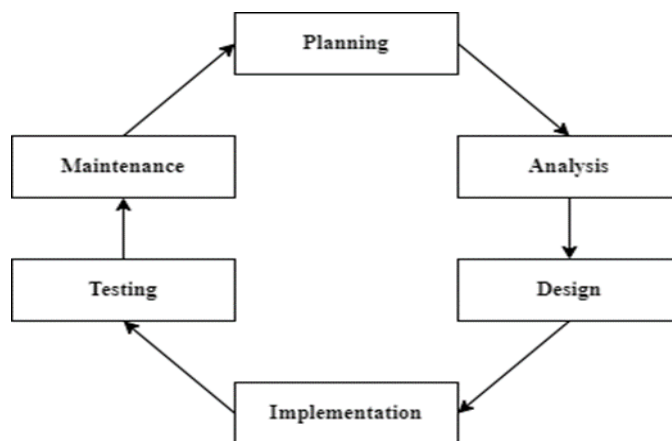 Planning
Maintenance
Analysis
Testing
Design
Implementation